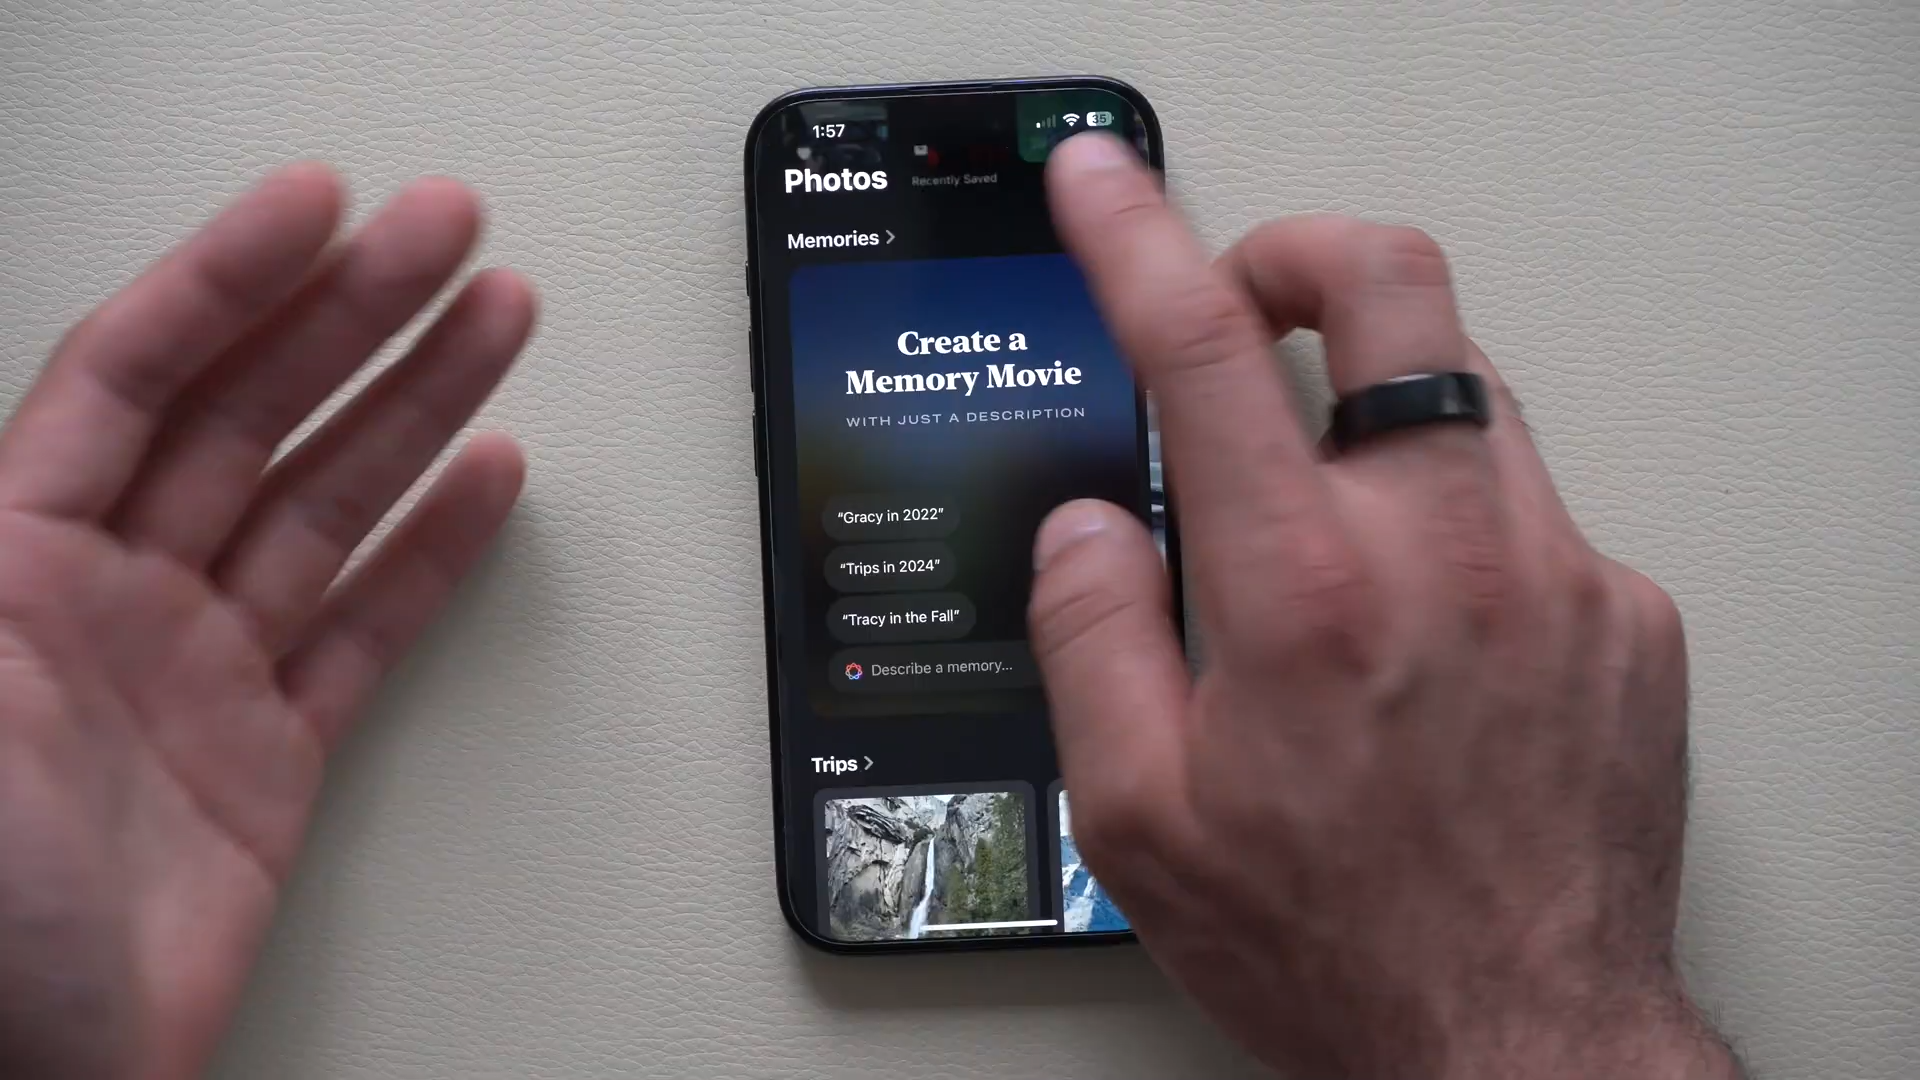 1:57
35
Photos
Recently Saved
Memories
Create a
Memory Movie
WITH JUST A DESCRIPTION
"Gracy in 2022"
"Trips in 2024"
"Tracy in the Fall"
Describe a memory...
Trips